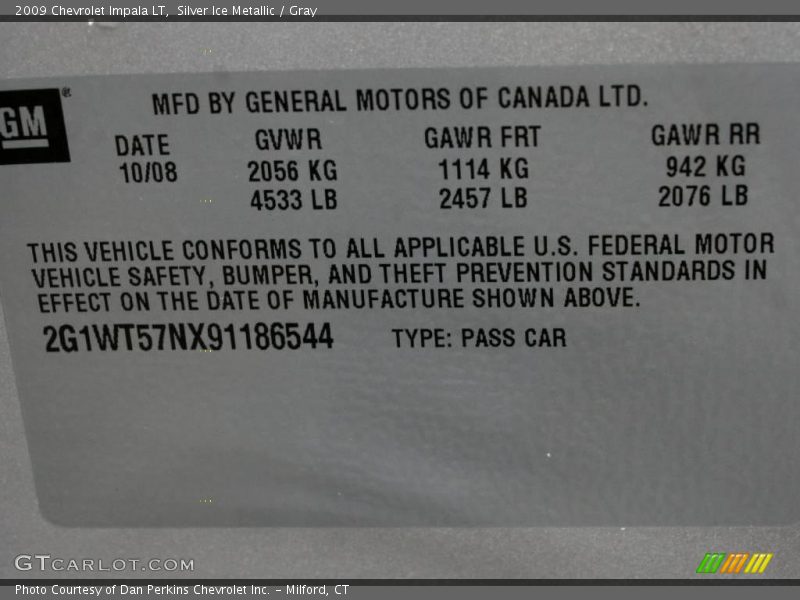 2009 Chevrolet Impala LT, Silver Ice Metallic / Gray
GM®
MFD BY GENERAL MOTORS OF CANADA LTD.
DATE GVWR GAWR FRT GAWR RR
10/08 2056 KG 1114 KG 942 KG
4533 LB 2457 LB 2076 LB
THIS VEHICLE CONFORMS TO ALL APPLICABLE U.S. FEDERAL MOTOR
VEHICLE SAFETY, BUMPER, AND THEFT PREVENTION STANDARDS IN
EFFECT ON THE DATE OF MANUFACTURE SHOWN ABOVE.
2G1WT57NX91186544 TYPE: PASS CAR
GTCARLOT.COM
Photo Courtesy of Dan Perkins Chevrolet Inc. - Milford, CT